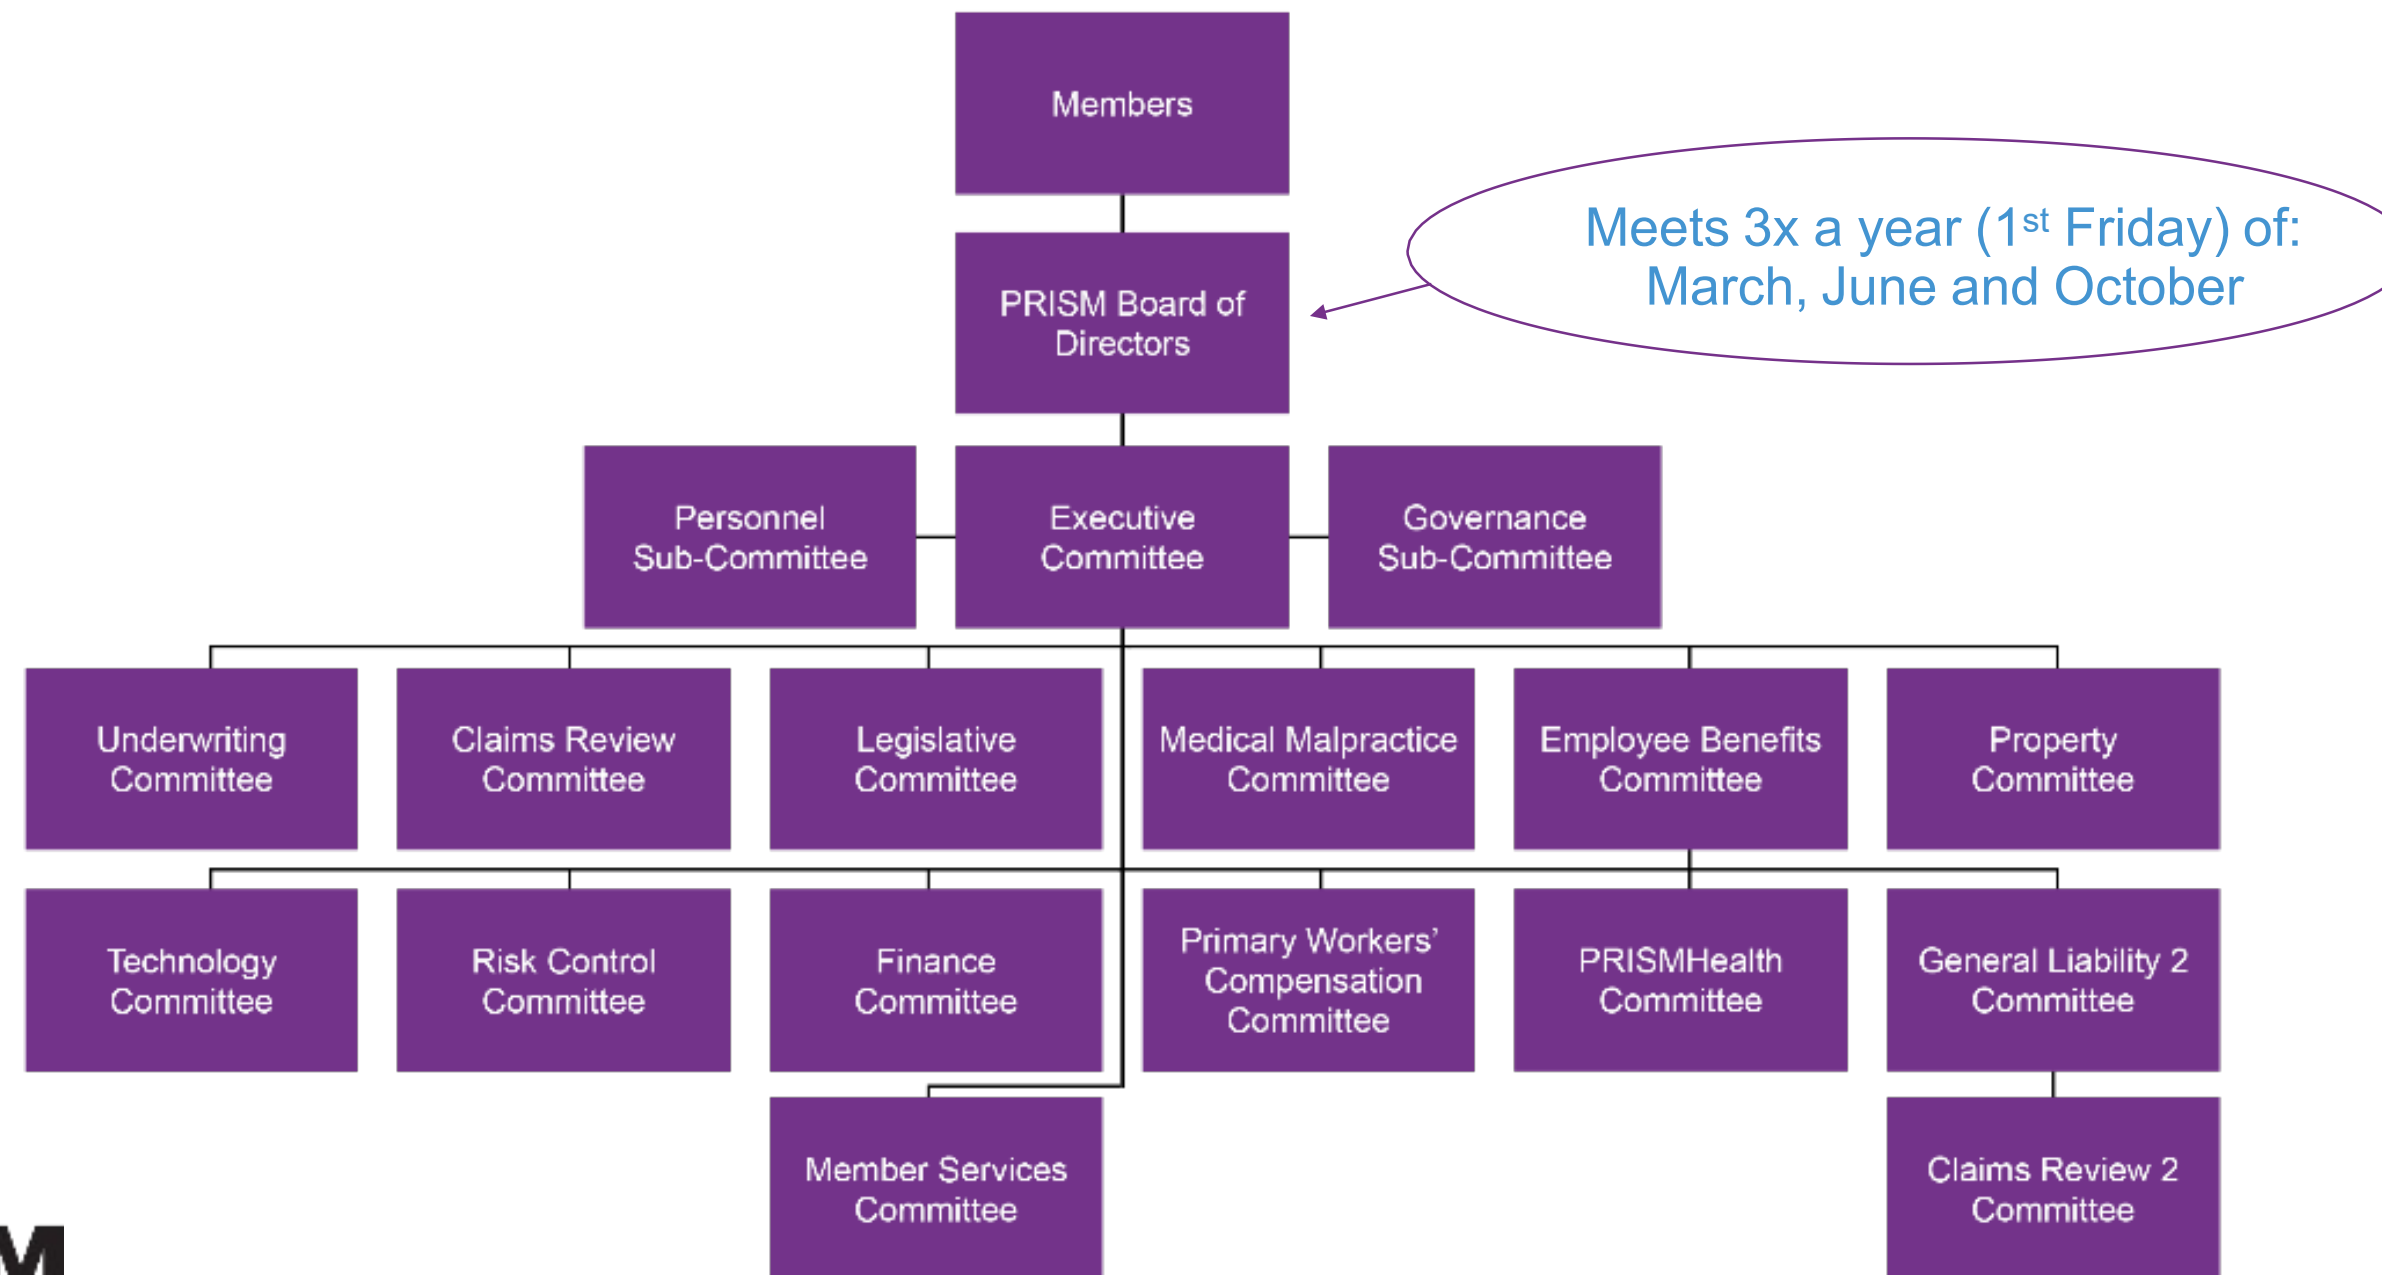 Members
PRISM Board of
Directors
Meets 3x a year (1st Friday) of:
March, June and October
Personnel
Sub-Committee
Executive
Committee
Governance
Sub-Committee
Underwriting
Committee
Claims Review
Committee
Legislative
Committee
Medical Malpractice
Committee
Employee Benefits
Committee
Property
Committee
Technology
Committee
Risk Control
Committee
Finance
Committee
Primary Workers’
Compensation
Committee
PRISMHealth
Committee
General Liability 2
Committee
Member Services
Committee
Claims Review 2
Committee
M